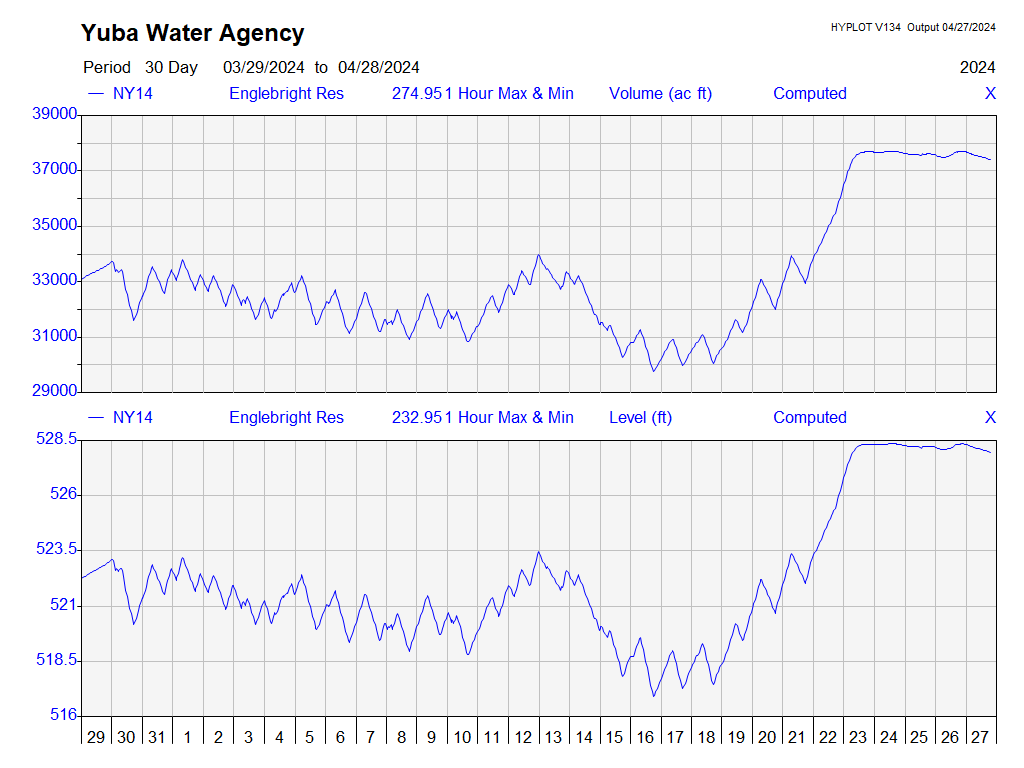 Yuba Water Agency
HYPLOT V134 Output 04/27/2024
Period 30 Day 03/29/2024 to 04/28/2024 2024
NY14 Englebright Res 274.951 Hour Max & Min Volume (ac ft) Computed X
39000
37000
35000
33000
31000
29000
NY14 Englebright Res 232.951 Hour Max & Min Level (ft) Computed X
528.5
526
523.5
521
518.5
516
29 30 31 1 2 3 4 5 6 7 8 9 10 11 12 13 14 15 16 17 18 19 20 21 22 23 24 25 26 27